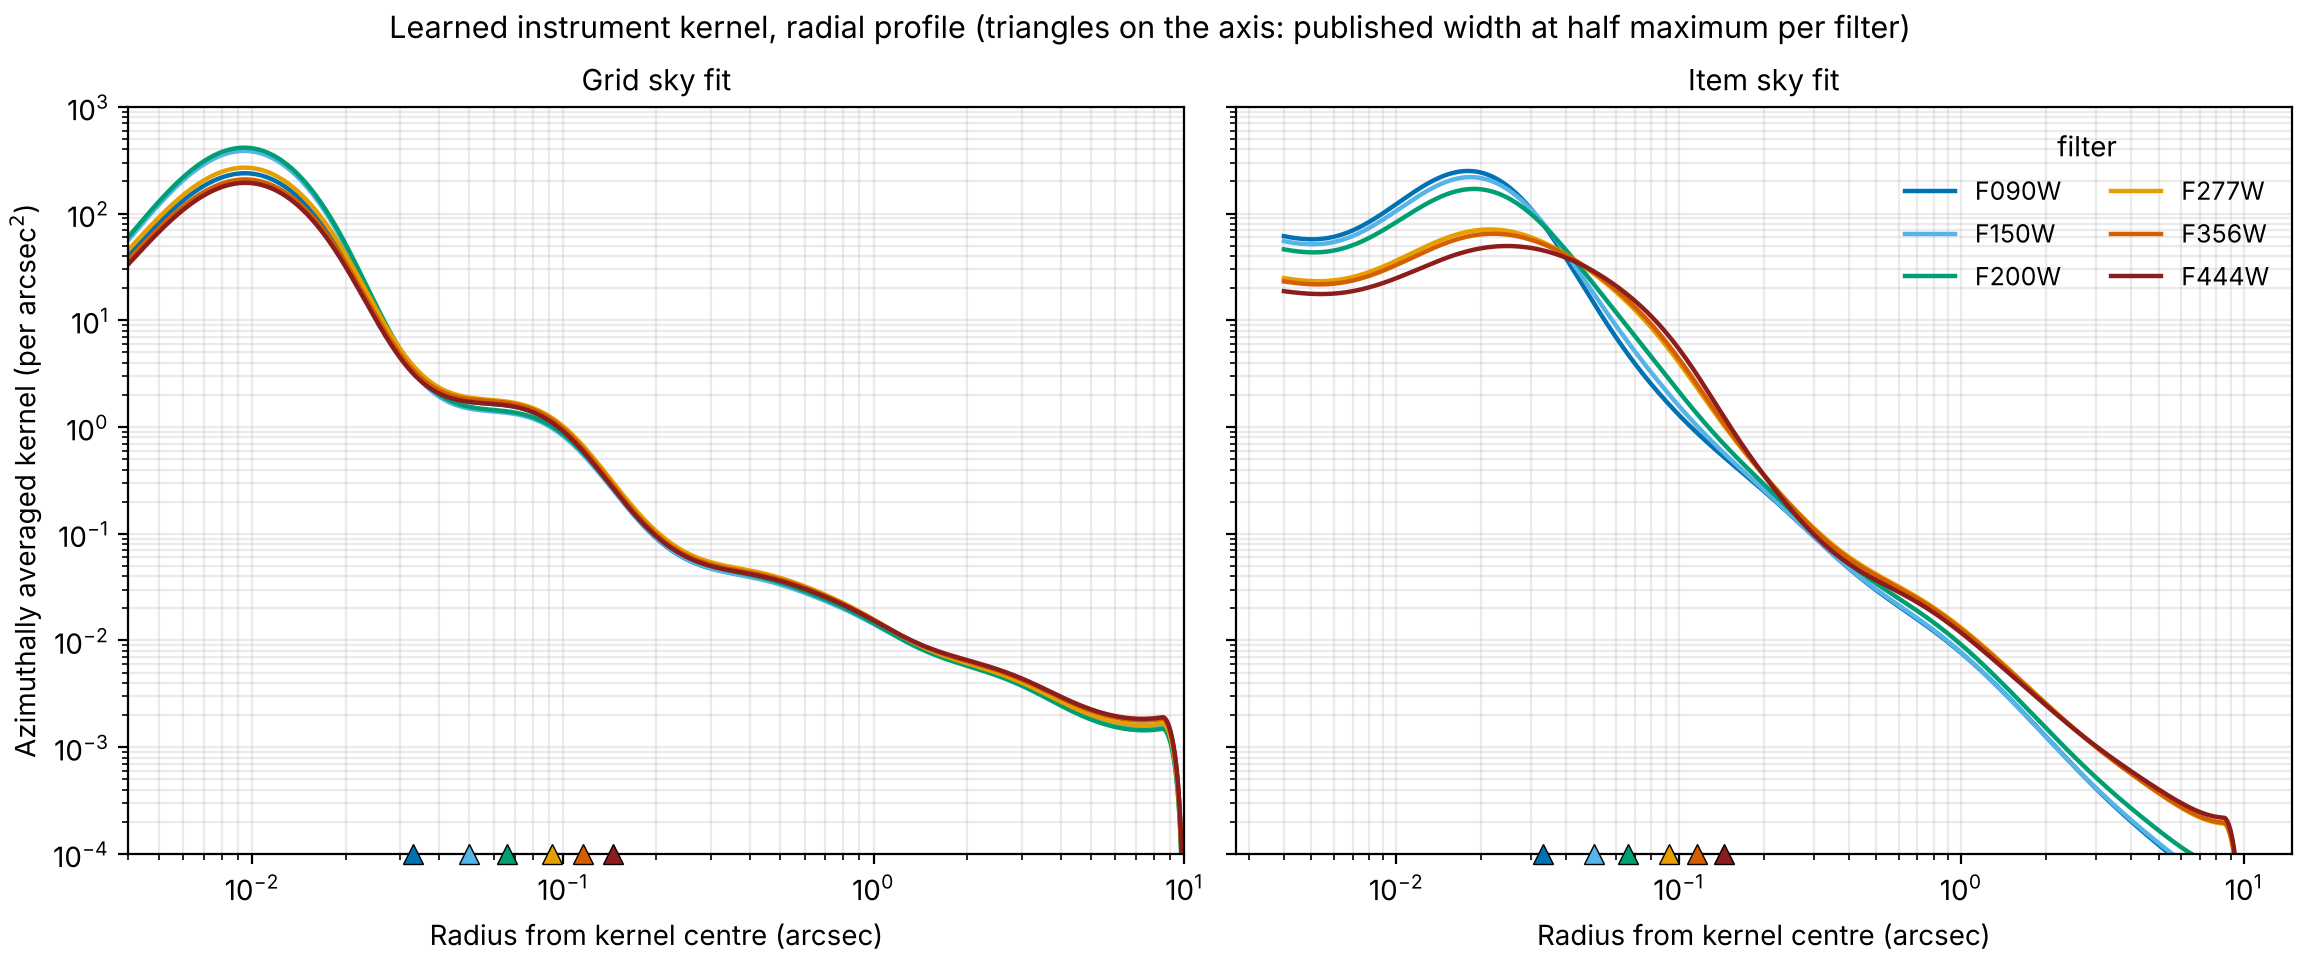 Learned instrument kernel, radial profile (triangles on the axis: published width at half maximum per filter)
Grid sky fit
Item sky fit
Azimuthally averaged kernel (per arcsec²)
10³
10²
10¹
10⁰
10⁻¹
10⁻²
10⁻³
10⁻⁴
filter
F090W
F150W
F200W
F277W
F356W
F444W
10⁻² 10⁻¹ 10⁰ 10¹
10⁻² 10⁻¹ 10⁰ 10¹
Radius from kernel centre (arcsec)
Radius from kernel centre (arcsec)